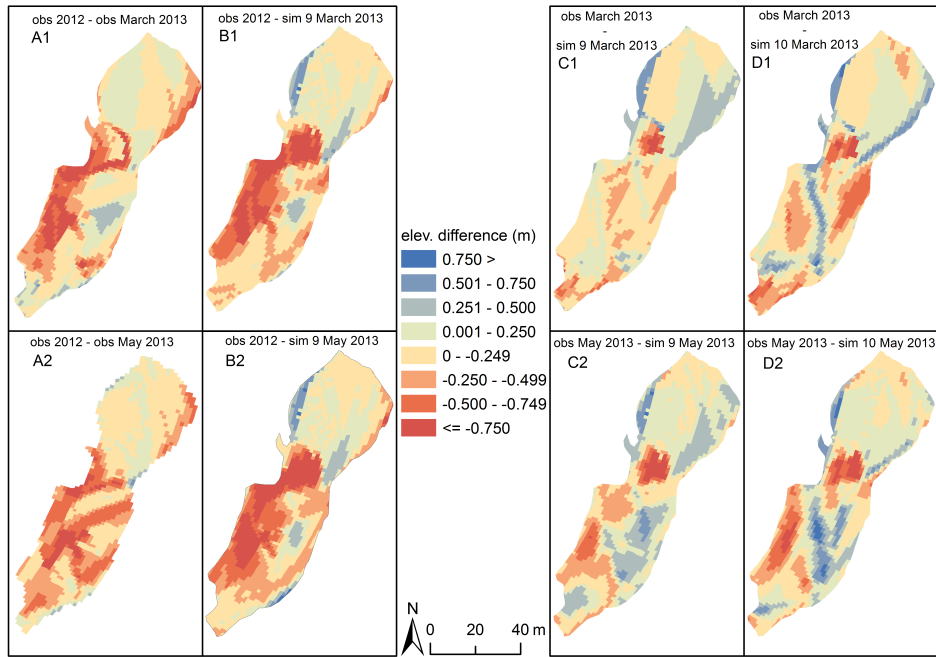 obs 2012 - obs March 2013
A1
obs 2012 - sim 9 March 2013
B1
obs March 2013
-
sim 9 March 2013
C1
obs March 2013
-
sim 10 March 2013
D1
elev. difference (m)
0.750 >
0.501 - 0.750
0.251 - 0.500
0.001 - 0.250
0 - -0.249
-0.250 - -0.499
-0.500 - -0.749
<= -0.750
obs 2012 - obs May 2013
A2
obs 2012 - sim 9 May 2013
B2
obs May 2013 - sim 9 May 2013
C2
obs May 2013 - sim 10 May 2013
D2
N
0 20 40 m